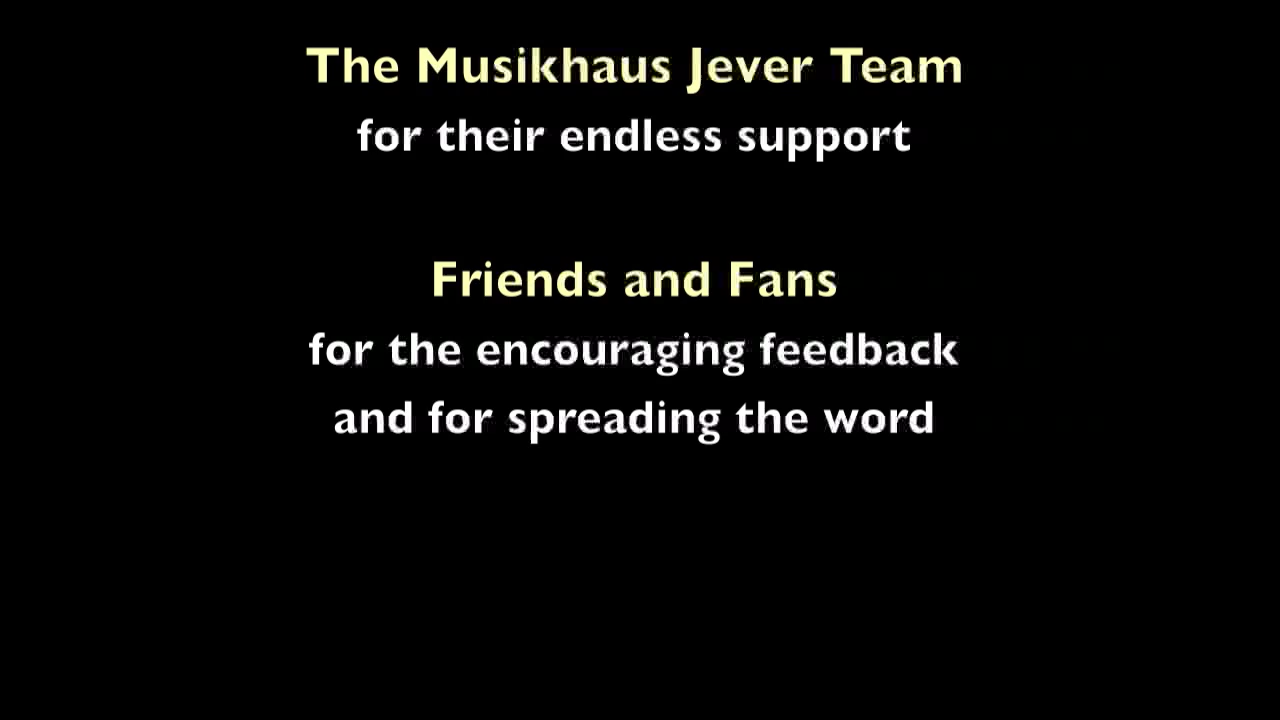 The Musikhaus Jever Team
for their endless support
Friends and Fans
for the encouraging feedback
and for spreading the word